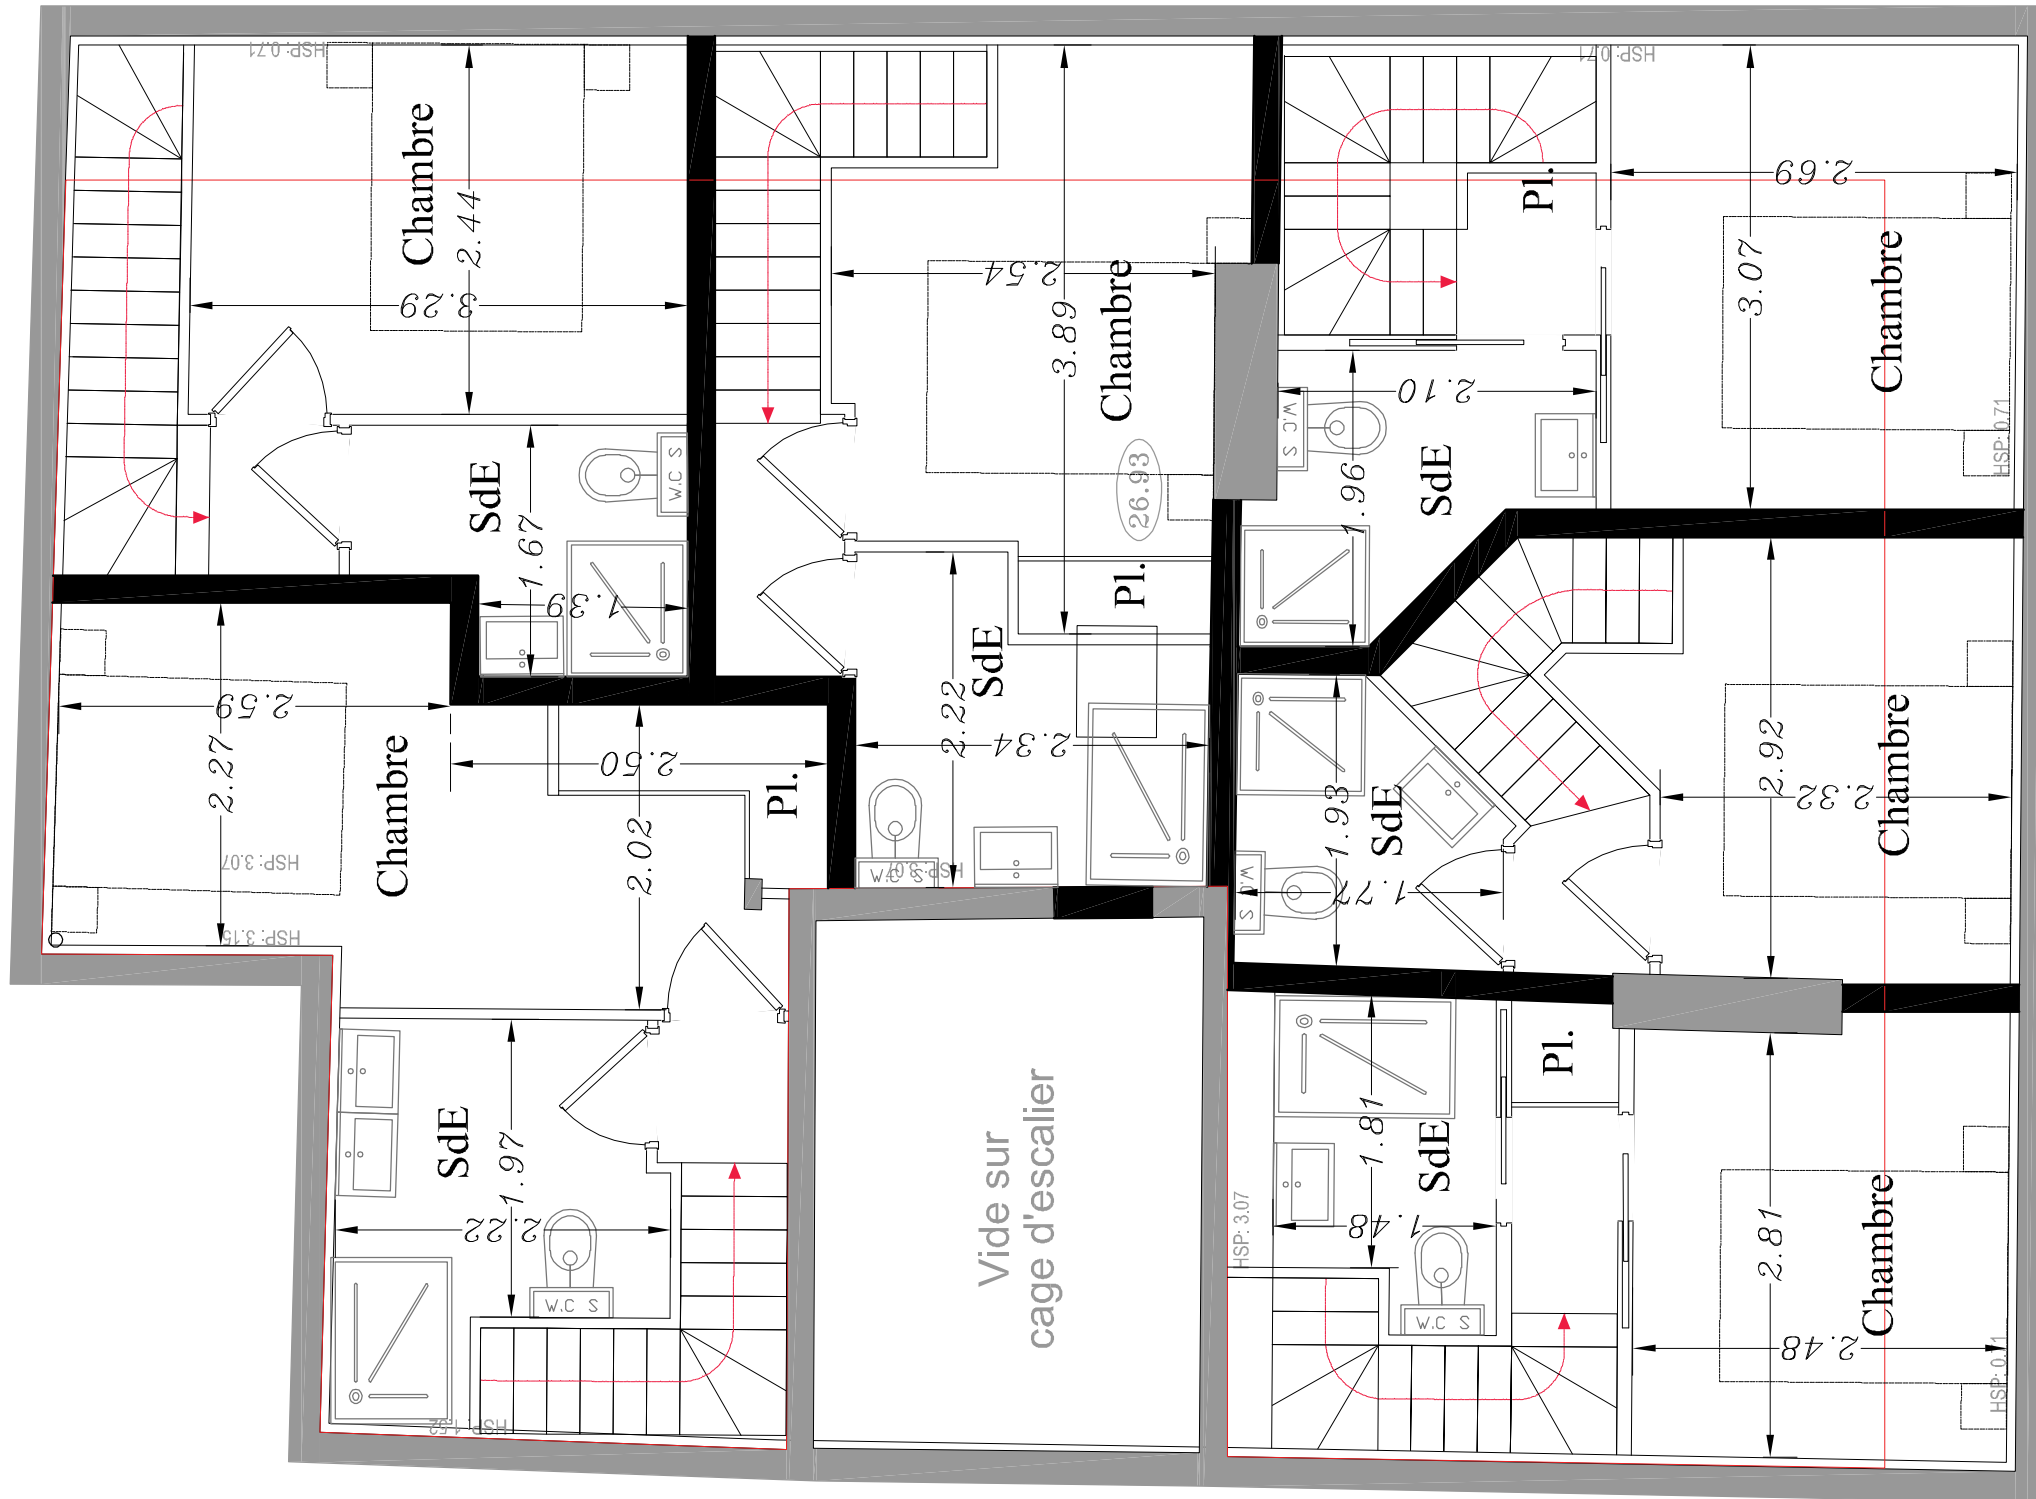 HSP: 0.71
HSP: 0.71
Chambre
2.44
3.29
2.54
3.89
Chambre
26.93
Pl.
2.69
3.07
Chambre
HSP: 0.71
2.10
W.C S
1.96
SdE
SdE
W.C S
1.67
1.39
Pl.
SdE
2.22
2.34
W.C S
HSP: 3.07
2.59
2.27
Chambre
HSP: 3.07
HSP: 3.15
2.50
2.02
Pl.
2.92
2.32
Chambre
1.93
SdE
1.77
W.C S
SdE
1.97
2.22
W.C S
HSP: 1.52
Vide sur
cage d'escalier
Pl.
1.81
SdE
1.48
W.C S
HSP: 3.07
2.81
2.48
Chambre
HSP: 0.71